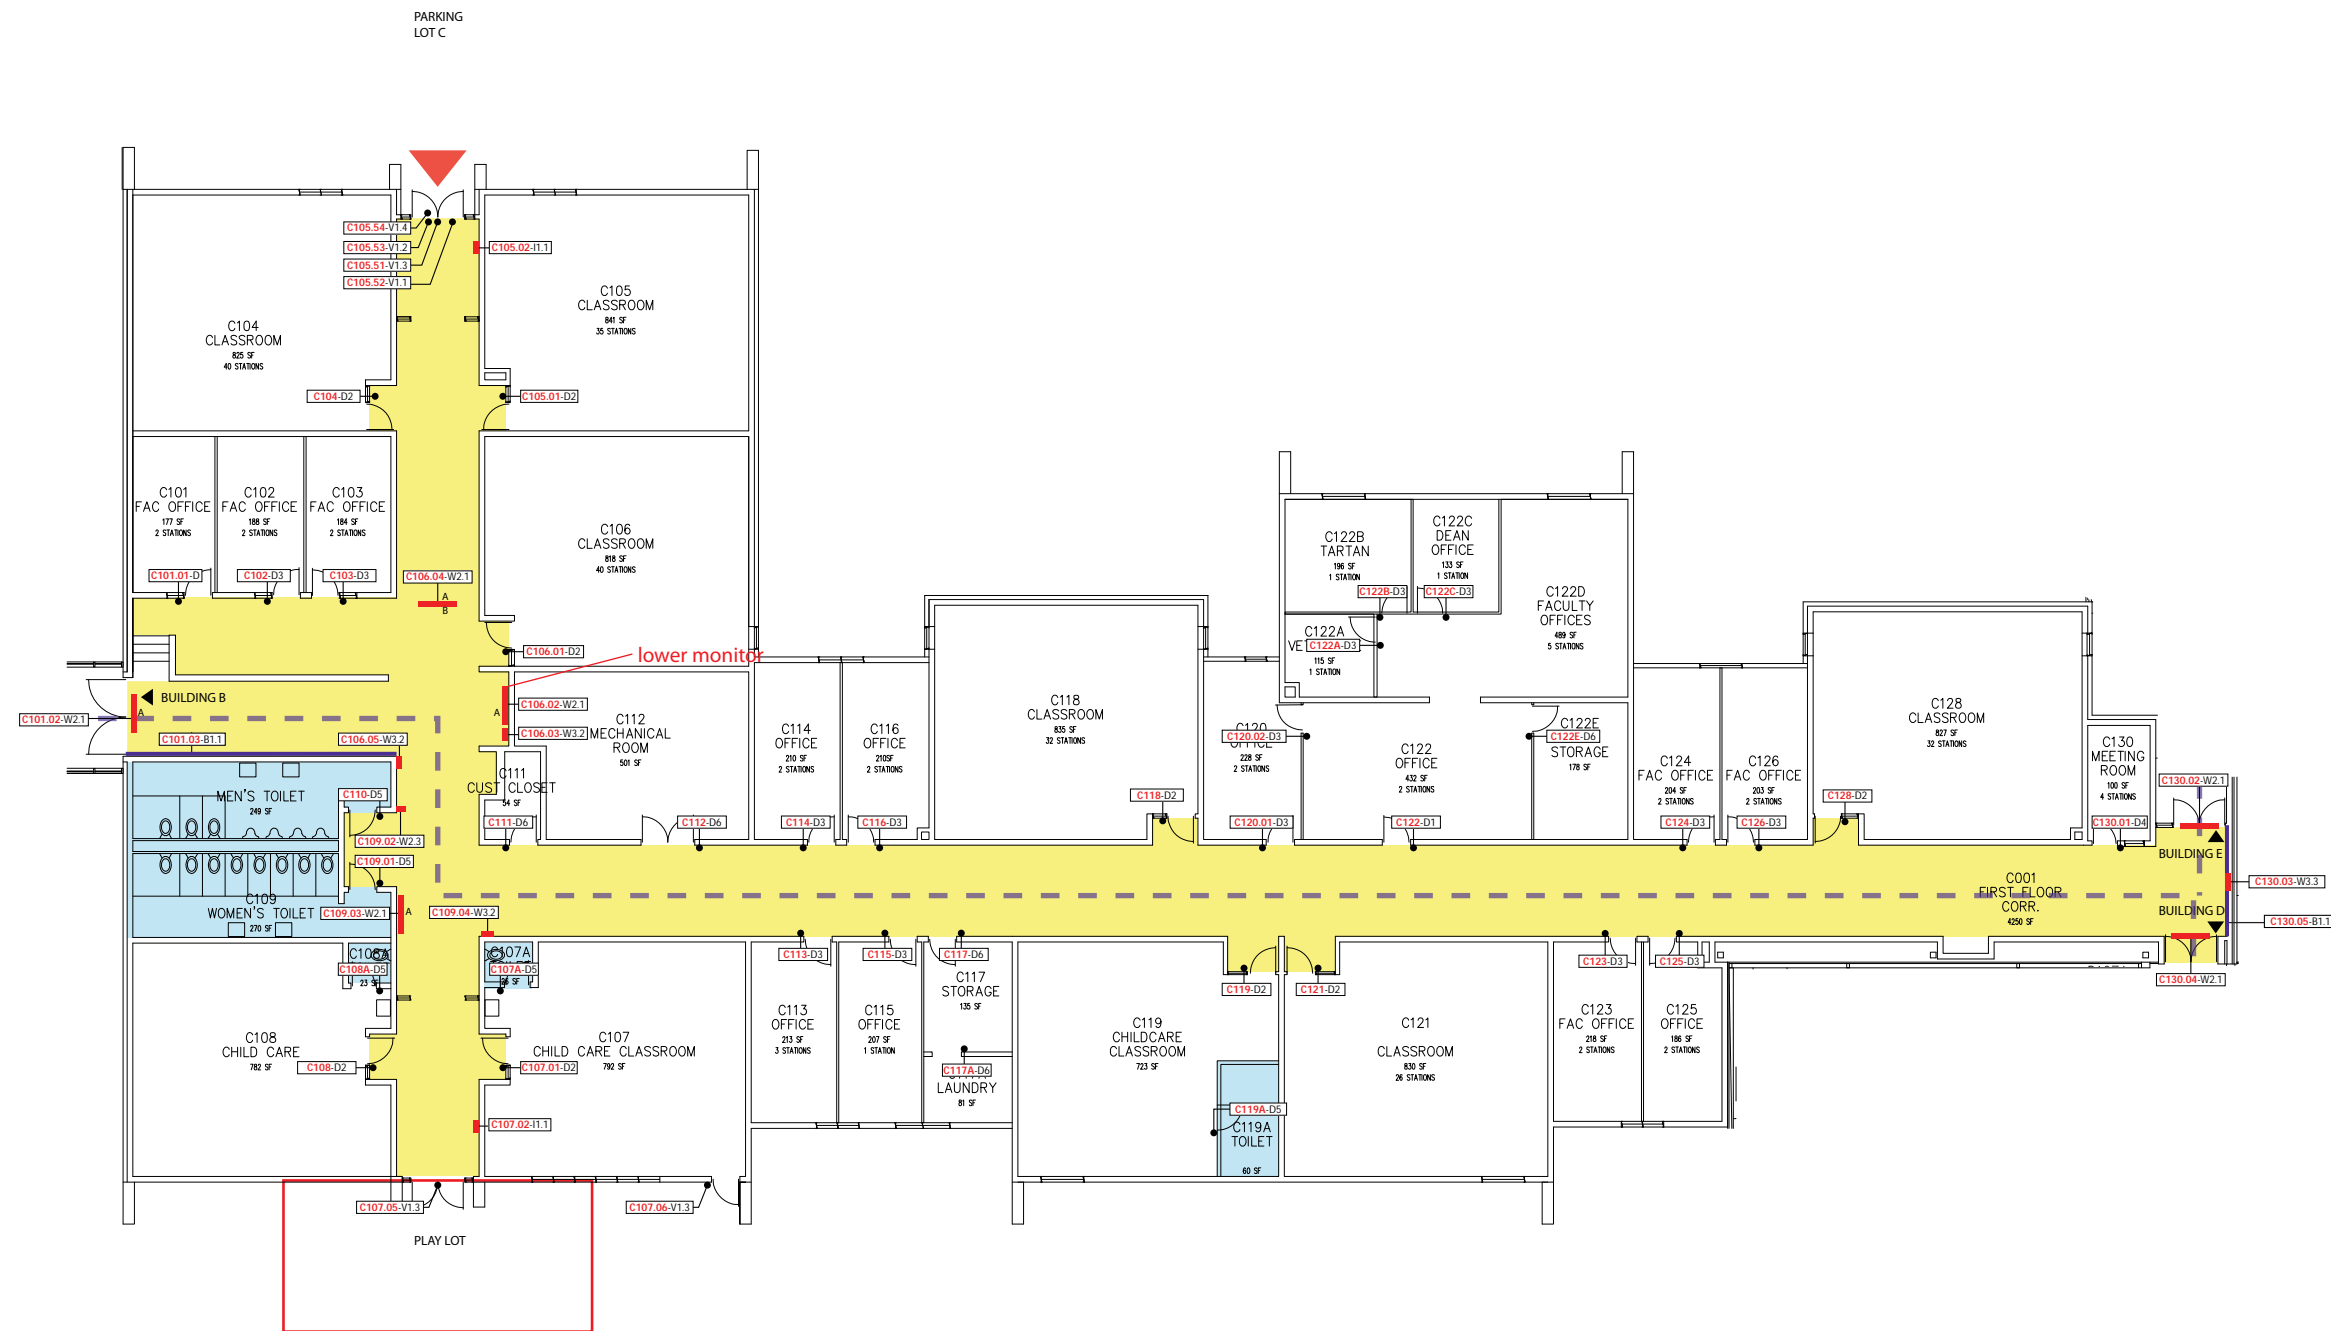 PARKING
LOT C
C105.54-V1.4
C105.53-V1.2
C105.51-V1.3
C105.52-V1.1
C105.02-I1.1
C104
CLASSROOM
825 SF
40 STATIONS
C105
CLASSROOM
841 SF
35 STATIONS
C104-D2
C105.01-D2
C101
FAC OFFICE
177 SF
2 STATIONS
C102
FAC OFFICE
188 SF
2 STATIONS
C103
FAC OFFICE
184 SF
2 STATIONS
C106
CLASSROOM
818 SF
40 STATIONS
C101.01-D
C102-D3
C103-D3
C106.04-W2.1
A
B
C106.01-D2
lower monitor
C122B
TARTAN
196 SF
1 STATION
C122C
DEAN
OFFICE
133 SF
1 STATION
C122D
FACULTY
OFFICES
489 SF
5 STATIONS
C122B-D3
C122C-D3
C122A
VE
C122A-D3
115 SF
1 STATION
BUILDING B
A
C101.02-W2.1
C101.03-B1.1
C106.05-W3.2
A
C106.02-W2.1
C106.03-W3.2
C112
MECHANICAL
ROOM
501 SF
C114
OFFICE
210 SF
2 STATIONS
C116
OFFICE
210SF
2 STATIONS
C118
CLASSROOM
835 SF
32 STATIONS
C120
C120.02-D3
228 SF
2 STATIONS
C122
OFFICE
432 SF
2 STATIONS
C122E
C122E-D6
STORAGE
178 SF
C124
FAC OFFICE
204 SF
2 STATIONS
C126
FAC OFFICE
203 SF
2 STATIONS
C128
CLASSROOM
827 SF
32 STATIONS
C130
MEETING
ROOM
100 SF
4 STATIONS
C130.02-W2.1
C111
CUST CLOSET
54 SF
MEN'S TOILET
249 SF
C110-D5
C109.02-W2.3
C109.01-D5
C111-D6
C112-D6
C114-D3
C116-D3
C118-D2
C120.01-D3
C122-D1
C124-D3
C126-D3
C128-D2
C130.01-D4
BUILDING E
C130.03-W3.3
C001
FIRST FLOOR
CORR.
4250 SF
BUILDING D
C130.05-B1.1
C130.04-W2.1
C109
WOMEN'S TOILET
270 SF
C109.03-W2.1
A
C109.04-W3.2
C108A
C108A-D5
23 SF
C107A
C107A-D5
C113-D3
C115-D3
C117-D6
C119-D2
C121-D2
C123-D3
C125-D3
C108
CHILD CARE
782 SF
C107
CHILD CARE CLASSROOM
792 SF
C113
OFFICE
213 SF
3 STATIONS
C115
OFFICE
207 SF
1 STATION
C117
STORAGE
135 SF
C117A-D6
LAUNDRY
81 SF
C119
CHILDCARE
CLASSROOM
723 SF
C121
CLASSROOM
830 SF
26 STATIONS
C123
FAC OFFICE
218 SF
2 STATIONS
C125
OFFICE
186 SF
2 STATIONS
C108-D2
C107.01-D2
C107.02-I1.1
C119A-D5
C119A
TOILET
60 SF
C107.05-V1.3
C107.06-V1.3
PLAY LOT